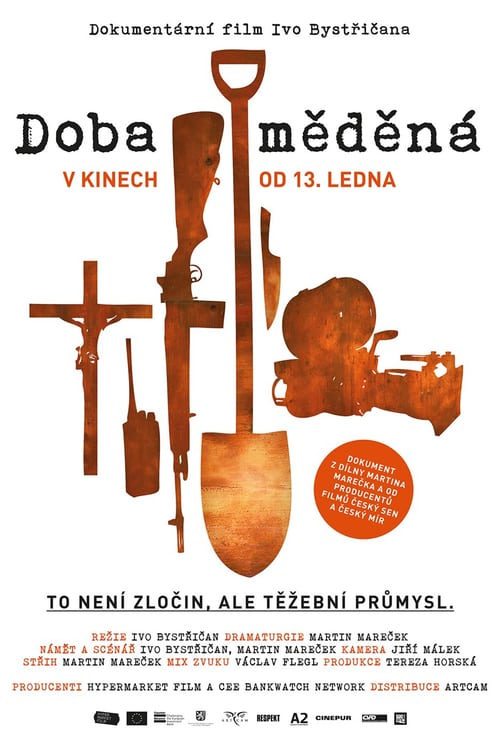 Dokumentární film Ivo Bystřičana
Doba měděná
V KINECH OD 13. LEDNA
DOKUMENT
Z DÍLNY MARTINA
MAREČKA A OD
PRODUCENTŮ
FILMŮ ČESKÝ SEN
A ČESKÝ MÍR
TO NENÍ ZLOČIN, ALE TĚŽEBNÍ PRŮMYSL.
REŽIE IVO BYSTŘIČAN DRAMATURGIE MARTIN MAREČEK
NÁMĚT A SCÉNÁŘ IVO BYSTŘIČAN, MARTIN MAREČEK KAMERA JIŘÍ MÁLEK
STŘIH MARTIN MAREČEK MIX ZVUKU VÁCLAV FLEGL PRODUKCE TEREZA HORSKÁ
PRODUCENTI HYPERMARKET FILM A CEE BANKWATCH NETWORK DISTRIBUCE ARTCAM
ARTCAM RESPEKT A2 CINEPUR